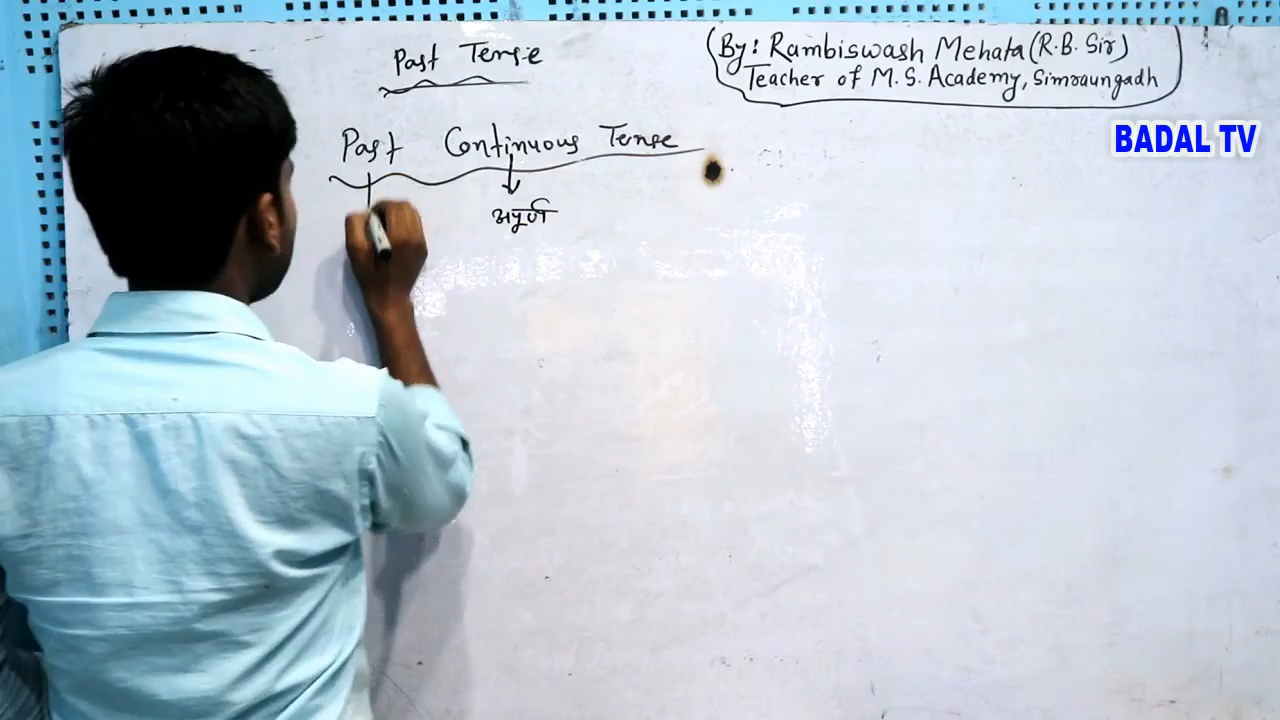 Past Tense
(By: Rambiswash Mehata (R.B. Sir)
Teacher of M. S. Academy, Simraungadh
BADAL TV
Past Continuous Tense
अपूर्ण